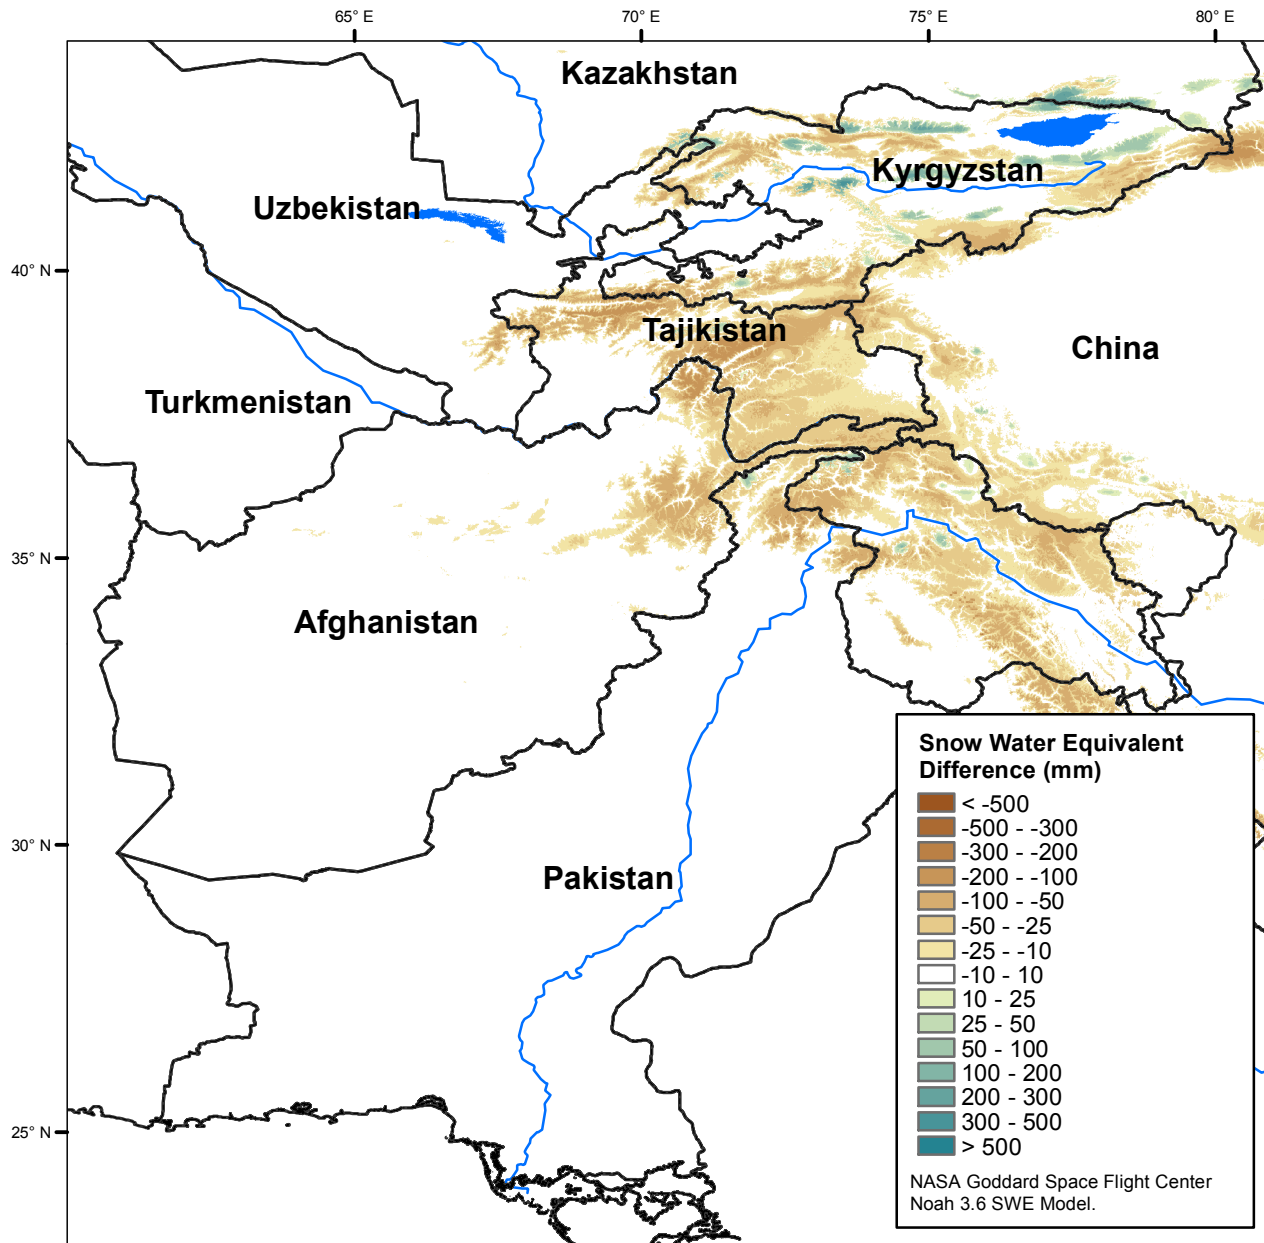 65° E
70° E
75° E
80° E
Kazakhstan
Kyrgyzstan
Uzbekistan
40° N
Tajikistan
China
Turkmenistan
35° N
Afghanistan
Snow Water Equivalent
Difference (mm)
< -500
-500 - -300
-300 - -200
-200 - -100
-100 - -50
-50 - -25
-25 - -10
-10 - 10
10 - 25
25 - 50
50 - 100
100 - 200
200 - 300
300 - 500
> 500
NASA Goddard Space Flight Center
Noah 3.6 SWE Model.
30° N
Pakistan
25° N